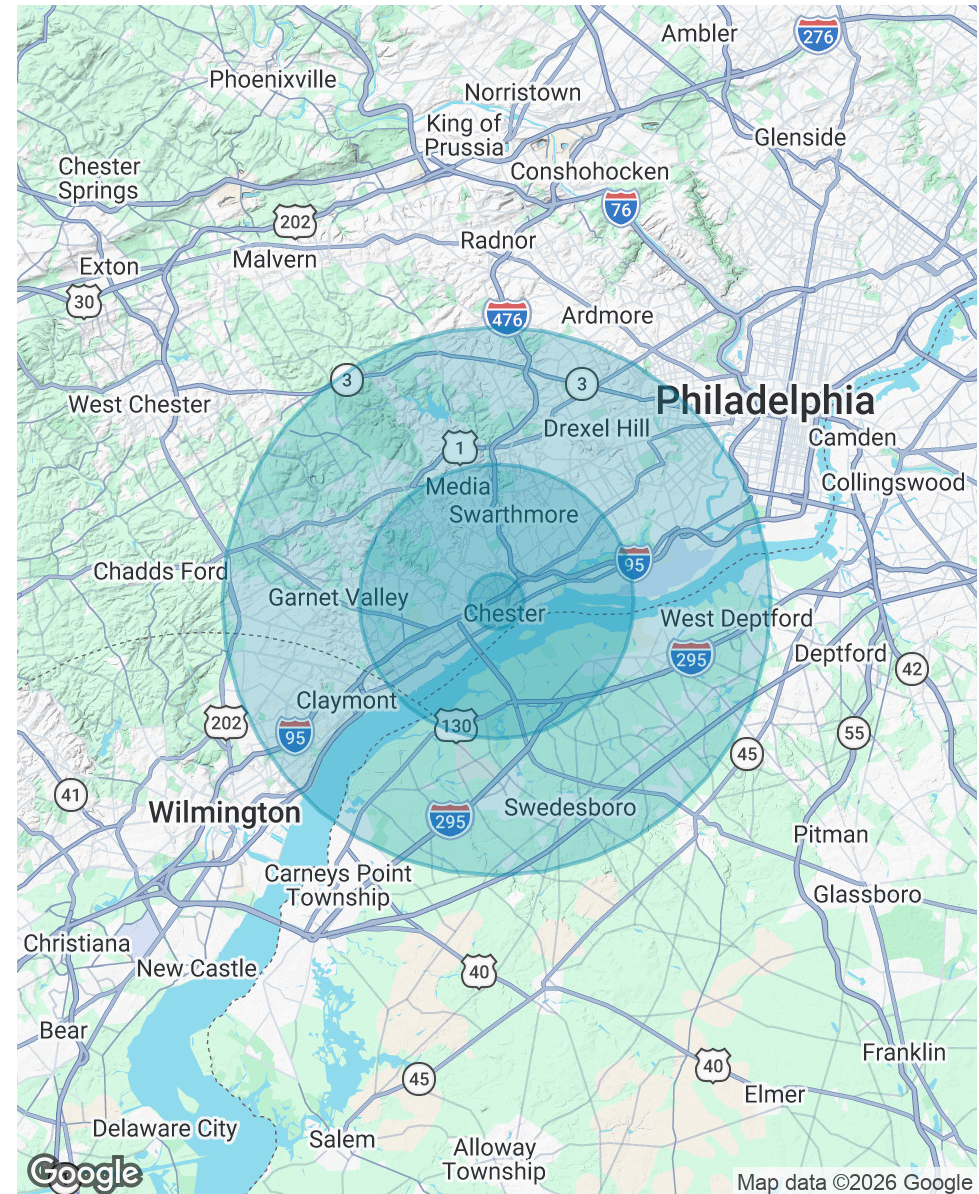 Ambler
276
Phoenixville
Norristown
King of
Prussia
Glenside
Chester
Springs
Conshohocken
76
202
Radnor
Malvern
Exton
30
476
Ardmore
3
3
West Chester
Philadelphia
Drexel Hill
Camden
1
Collingswood
Media
Swarthmore
95
Chadds Ford
Garnet Valley
Chester
West Deptford
295
Deptford
42
Claymont
202
130
95
55
45
41
Wilmington
Swedesboro
295
Pitman
Carneys Point
Township
Glassboro
Christiana
New Castle
40
Bear
Franklin
40
45
Elmer
Delaware City
Salem
Alloway
Township
Google
Map data ©2026 Google